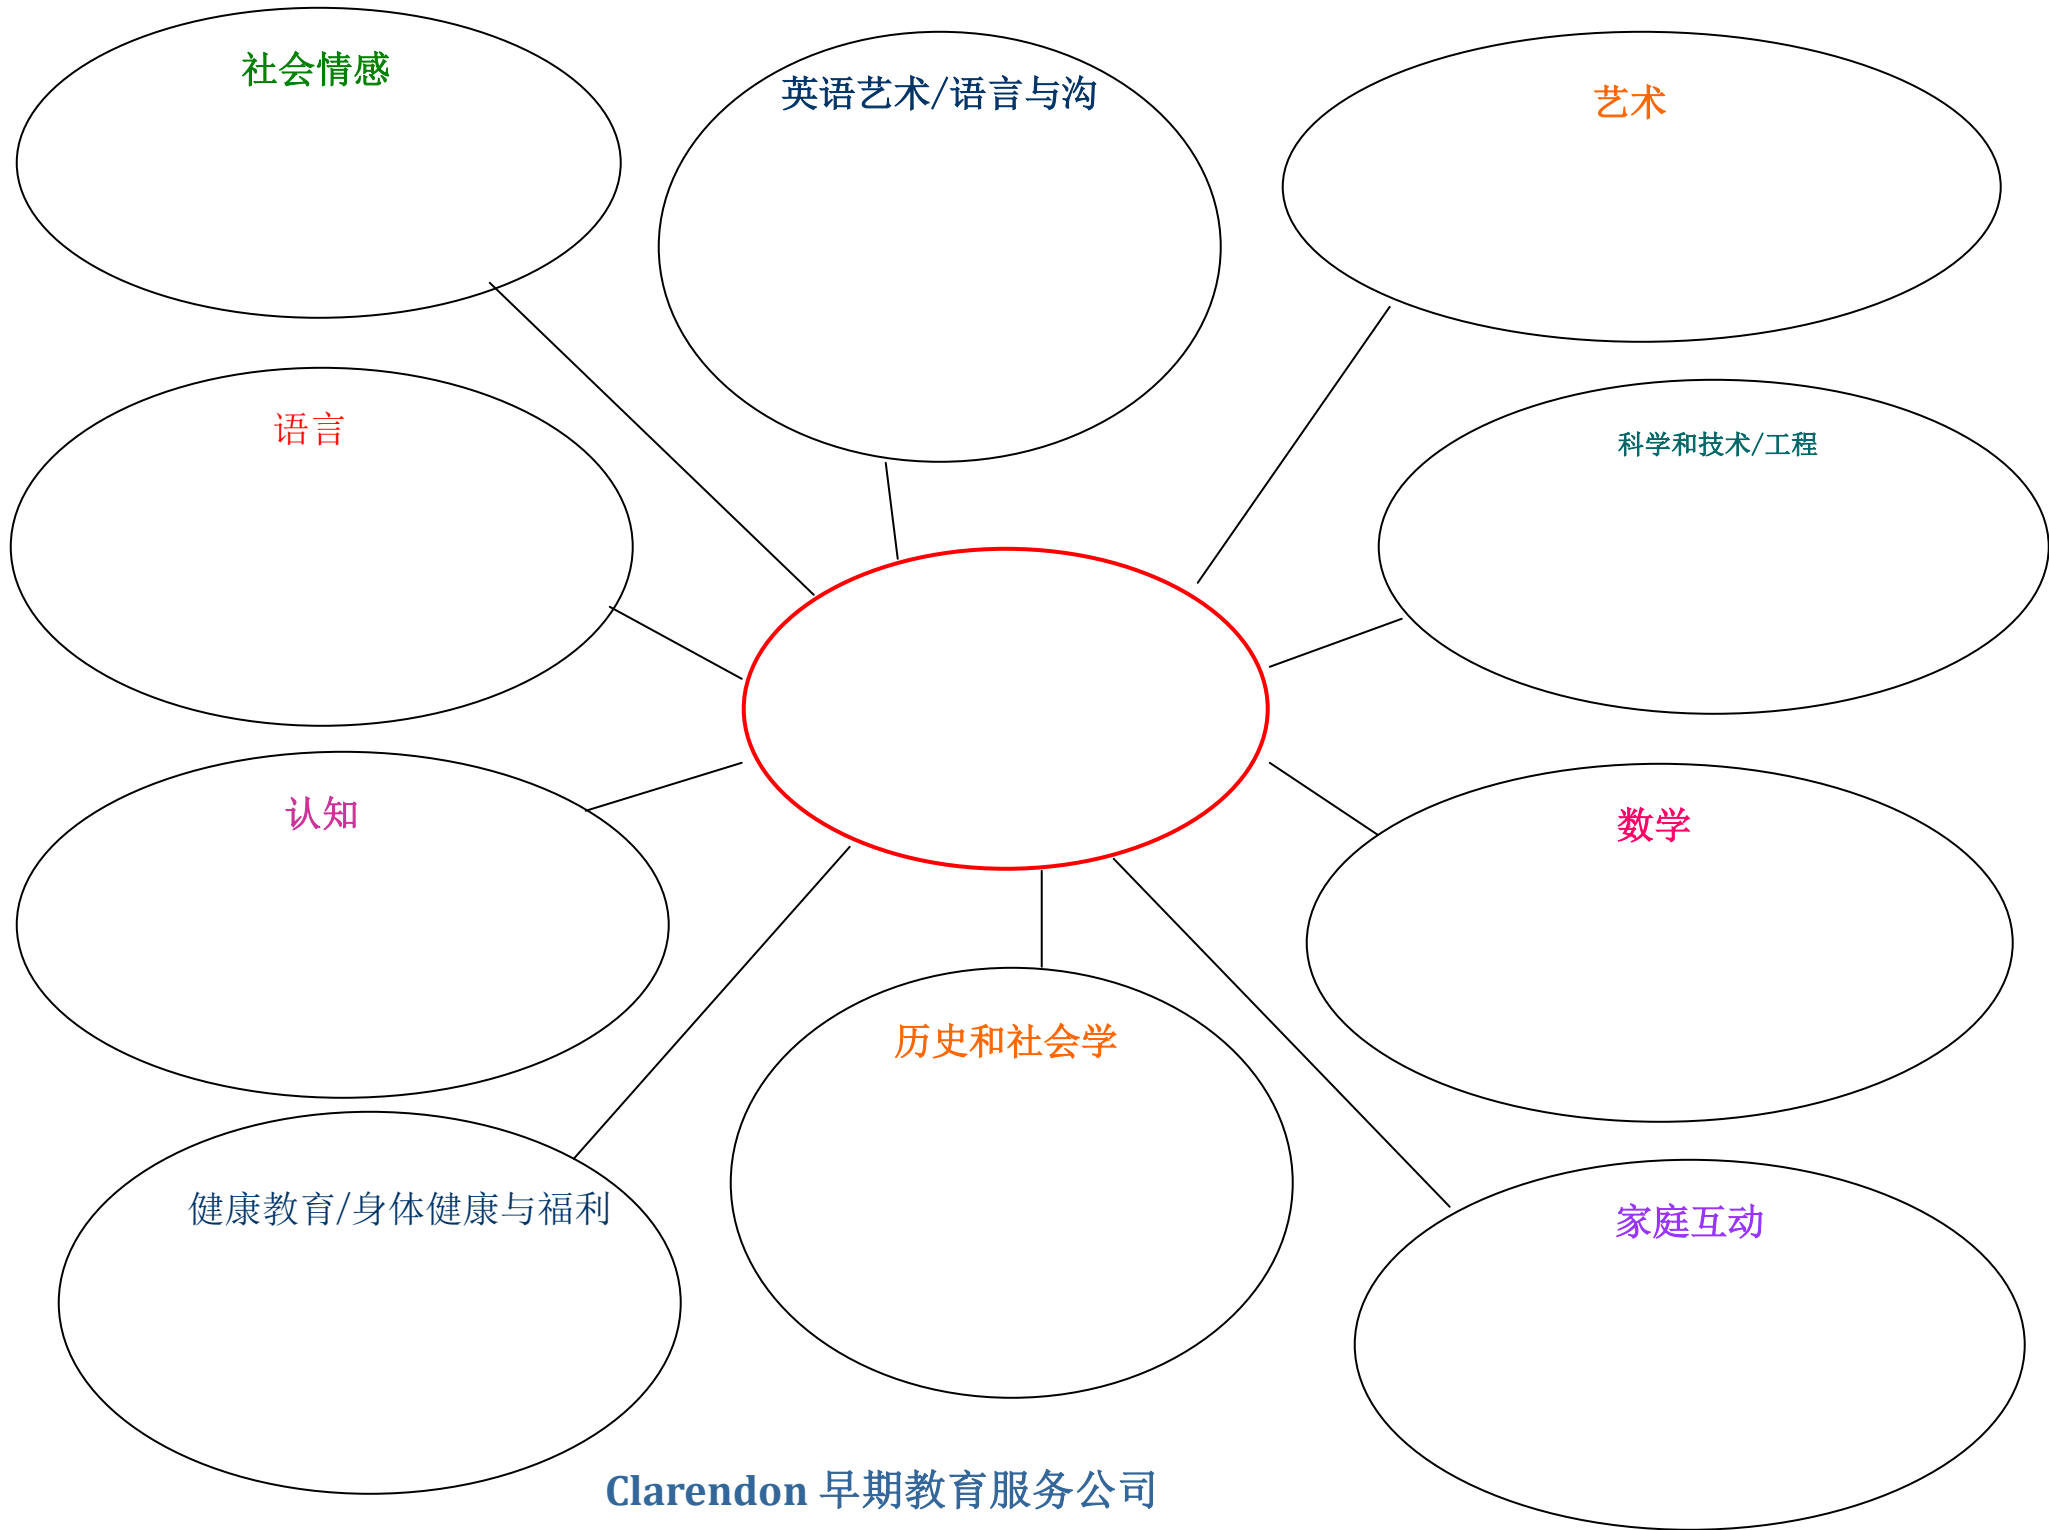 社会情感
英语艺术/语言与沟
艺术
语言
科学和技术/工程
认知
数学
历史和社会学
健康教育/身体健康与福利
家庭互动
Clarendon 早期教育服务公司